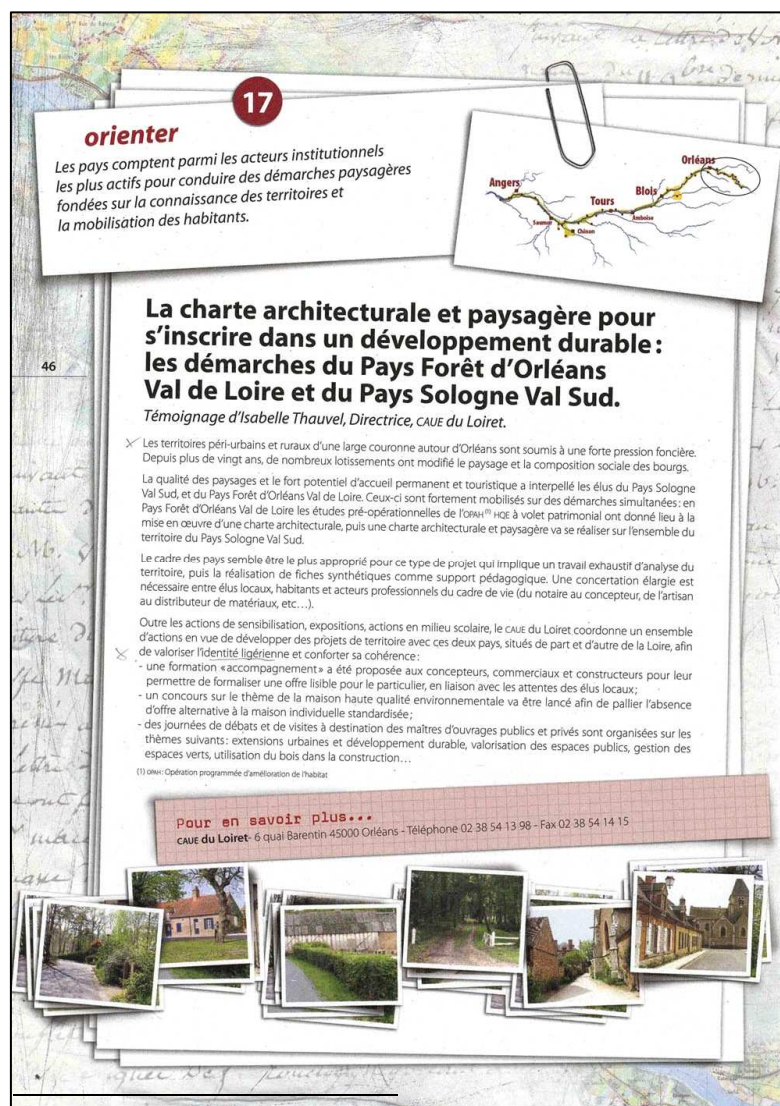 17
orienter
Les pays comptent parmi les acteurs institutionnels
les plus actifs pour conduire des démarches paysagères
fondées sur la connaissance des territoires et
la mobilisation des habitants.
Orléans
Angers
Blois
Tours
Amboise
Saumur
Chinon
La charte architecturale et paysagère pour
s’inscrire dans un développement durable :
les démarches du Pays Forêt d’Orléans
Val de Loire et du Pays Sologne Val Sud.
46
Témoignage d’Isabelle Thauvel, Directrice, CAUE du Loiret.
Les territoires péri-urbains et ruraux d’une large couronne autour d’Orléans sont soumis à une forte pression foncière.
Depuis plus de vingt ans, de nombreux lotissements ont modifié le paysage et la composition sociale des bourgs.
La qualité des paysages et le fort potentiel d’accueil permanent et touristique a interpellé les élus du Pays Sologne
Val Sud, et du Pays Forêt d’Orléans Val de Loire. Ceux-ci sont fortement mobilisés sur des démarches simultanées : en
Pays Forêt d’Orléans Val de Loire les études pré-opérationnelles de l’OPAH(1) HQE à volet patrimonial ont donné lieu à la
mise en œuvre d’une charte architecturale, puis une charte architecturale et paysagère va se réaliser sur l’ensemble du
territoire du Pays Sologne Val Sud.
Le cadre des pays semble être le plus approprié pour ce type de projet qui implique un travail exhaustif d’analyse du
territoire, puis la réalisation de fiches synthétiques comme support pédagogique. Une concertation élargie est
nécessaire entre élus locaux, habitants et acteurs professionnels du cadre de vie (du notaire au concepteur, de l’artisan
au distributeur de matériaux, etc…).
Outre les actions de sensibilisation, expositions, actions en milieu scolaire, le CAUE du Loiret coordonne un ensemble
d’actions en vue de développer des projets de territoire avec ces deux pays, situés de part et d’autre de la Loire, afin
de valoriser l’identité ligérienne et conforter sa cohérence :
- une formation «accompagnement» a été proposée aux concepteurs, commerciaux et constructeurs pour leur
permettre de formaliser une offre lisible pour le particulier, en liaison avec les attentes des élus locaux ;
- un concours sur le thème de la maison haute qualité environnementale va être lancé afin de pallier l’absence
d’offre alternative à la maison individuelle standardisée ;
- des journées de débats et de visites à destination des maîtres d’ouvrages publics et privés sont organisées sur les
thèmes suivants : extensions urbaines et développement durable, valorisation des espaces publics, gestion des
espaces verts, utilisation du bois dans la construction…
(1) OPAH : Opération programmée d’amélioration de l’habitat
Pour en savoir plus...
CAUE du Loiret- 6 quai Barentin 45000 Orléans - Téléphone 02 38 54 13 98 - Fax 02 38 54 14 15